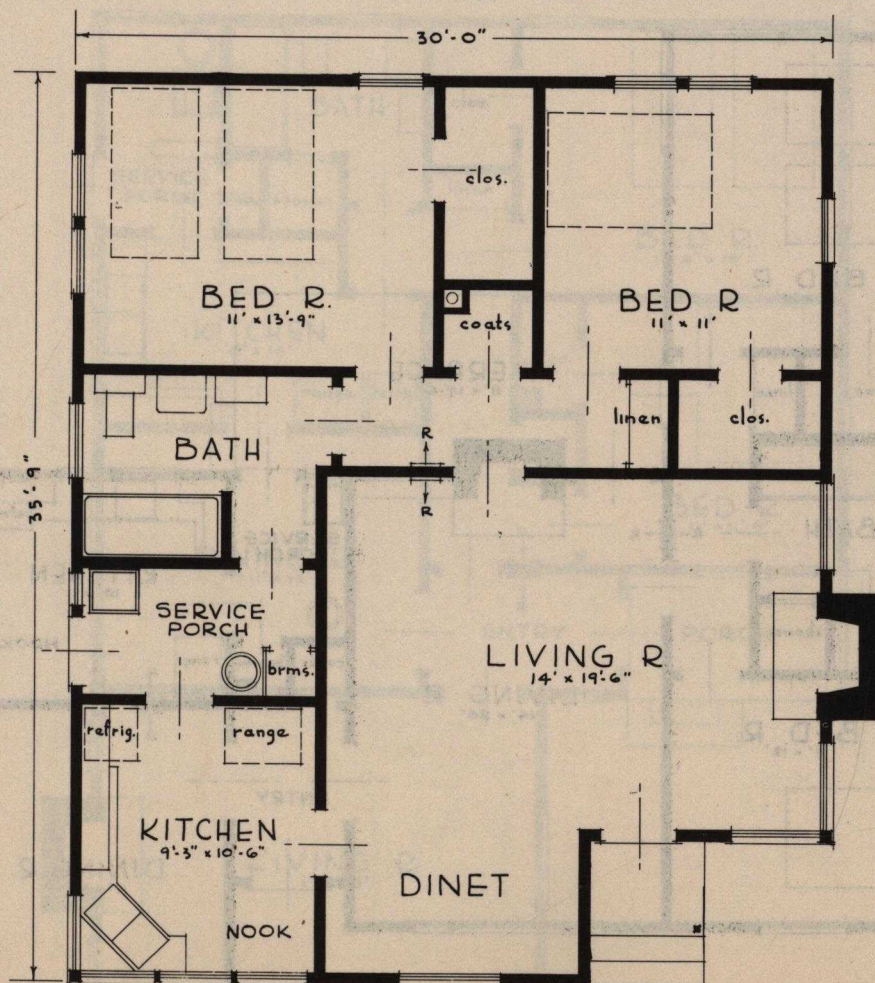 30'-0"
clos.
BED R.
11' x 13'-9"
BED R
11' x 11'
coats
linen
clos.
BATH
R
R
35'-9"
SERVICE
PORCH
brms.
LIVING R
14' x 19'-6"
refrig.
range
KITCHEN
9'-3" x 10'-6"
DINET
NOOK